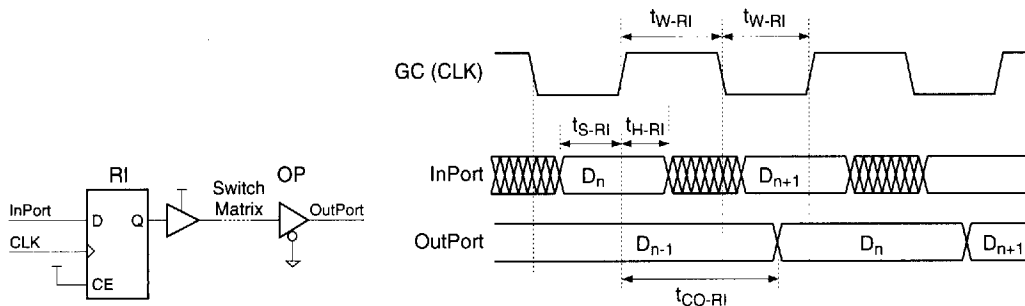 RI
OP
InPort
D
Q
Switch
Matrix
OutPort
CLK
CE
tW-RI
tW-RI
GC (CLK)
tS-RI
tH-RI
InPort
Dn
Dn+1
OutPort
Dn-1
Dn
Dn+1
tCO-RI